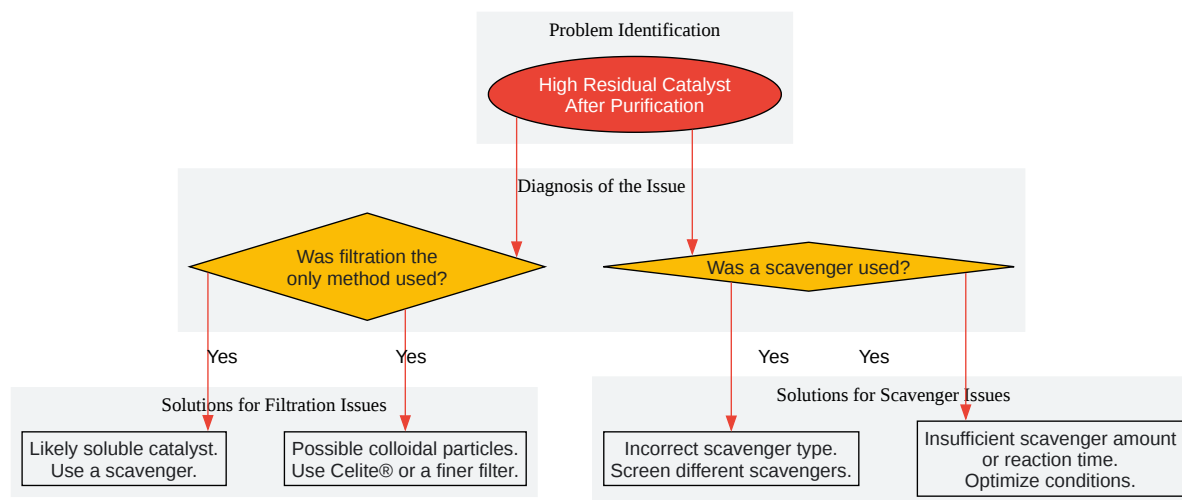 Problem Identification
High Residual Catalyst
After Purification
Diagnosis of the Issue
Was filtration the
only method used?
Was a scavenger used?
Yes
Yes
Yes
Yes
Solutions for Filtration Issues
Likely soluble catalyst.
Use a scavenger.
Possible colloidal particles.
Use Celite® or a finer filter.
Solutions for Scavenger Issues
Incorrect scavenger type.
Screen different scavengers.
Insufficient scavenger amount
or reaction time.
Optimize conditions.